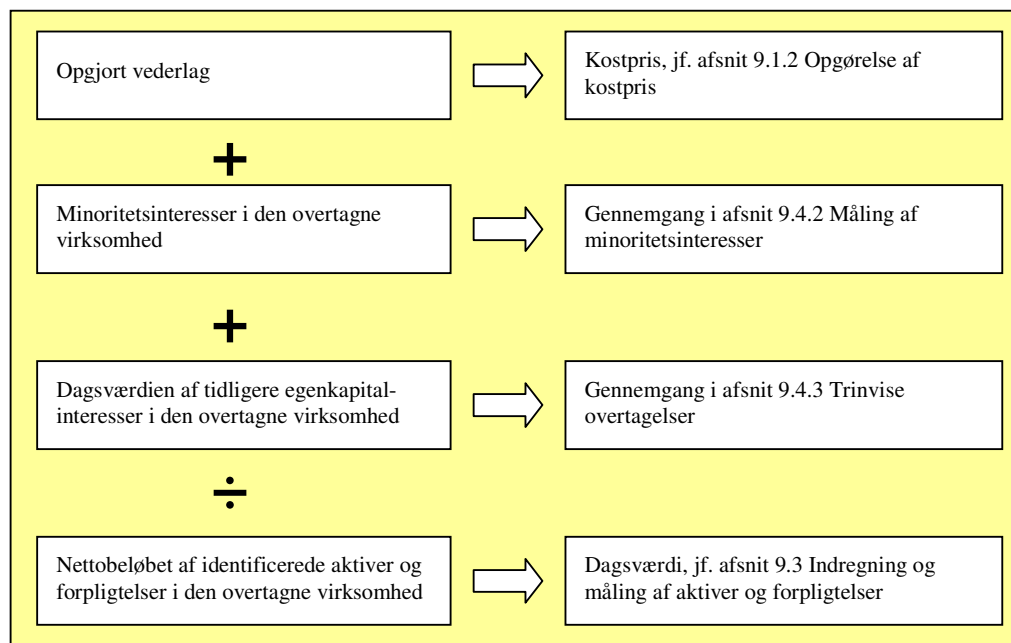 Opgjort vederlag
Kostpris, jf. afsnit 9.1.2 Opgørelse af
kostpris
+
Minoritetsinteresser i den overtagne
virksomhed
Gennemgang i afsnit 9.4.2 Måling af
minoritetsinteresser
+
Dagsværdien af tidligere egenkapital-
interesser i den overtagne virksomhed
Gennemgang i afsnit 9.4.3 Trinvise
overtagelser
÷
Nettobeløbet af identificerede aktiver og
forpligtelser i den overtagne virksomhed
Dagsværdi, jf. afsnit 9.3 Indregning og
måling af aktiver og forpligtelser